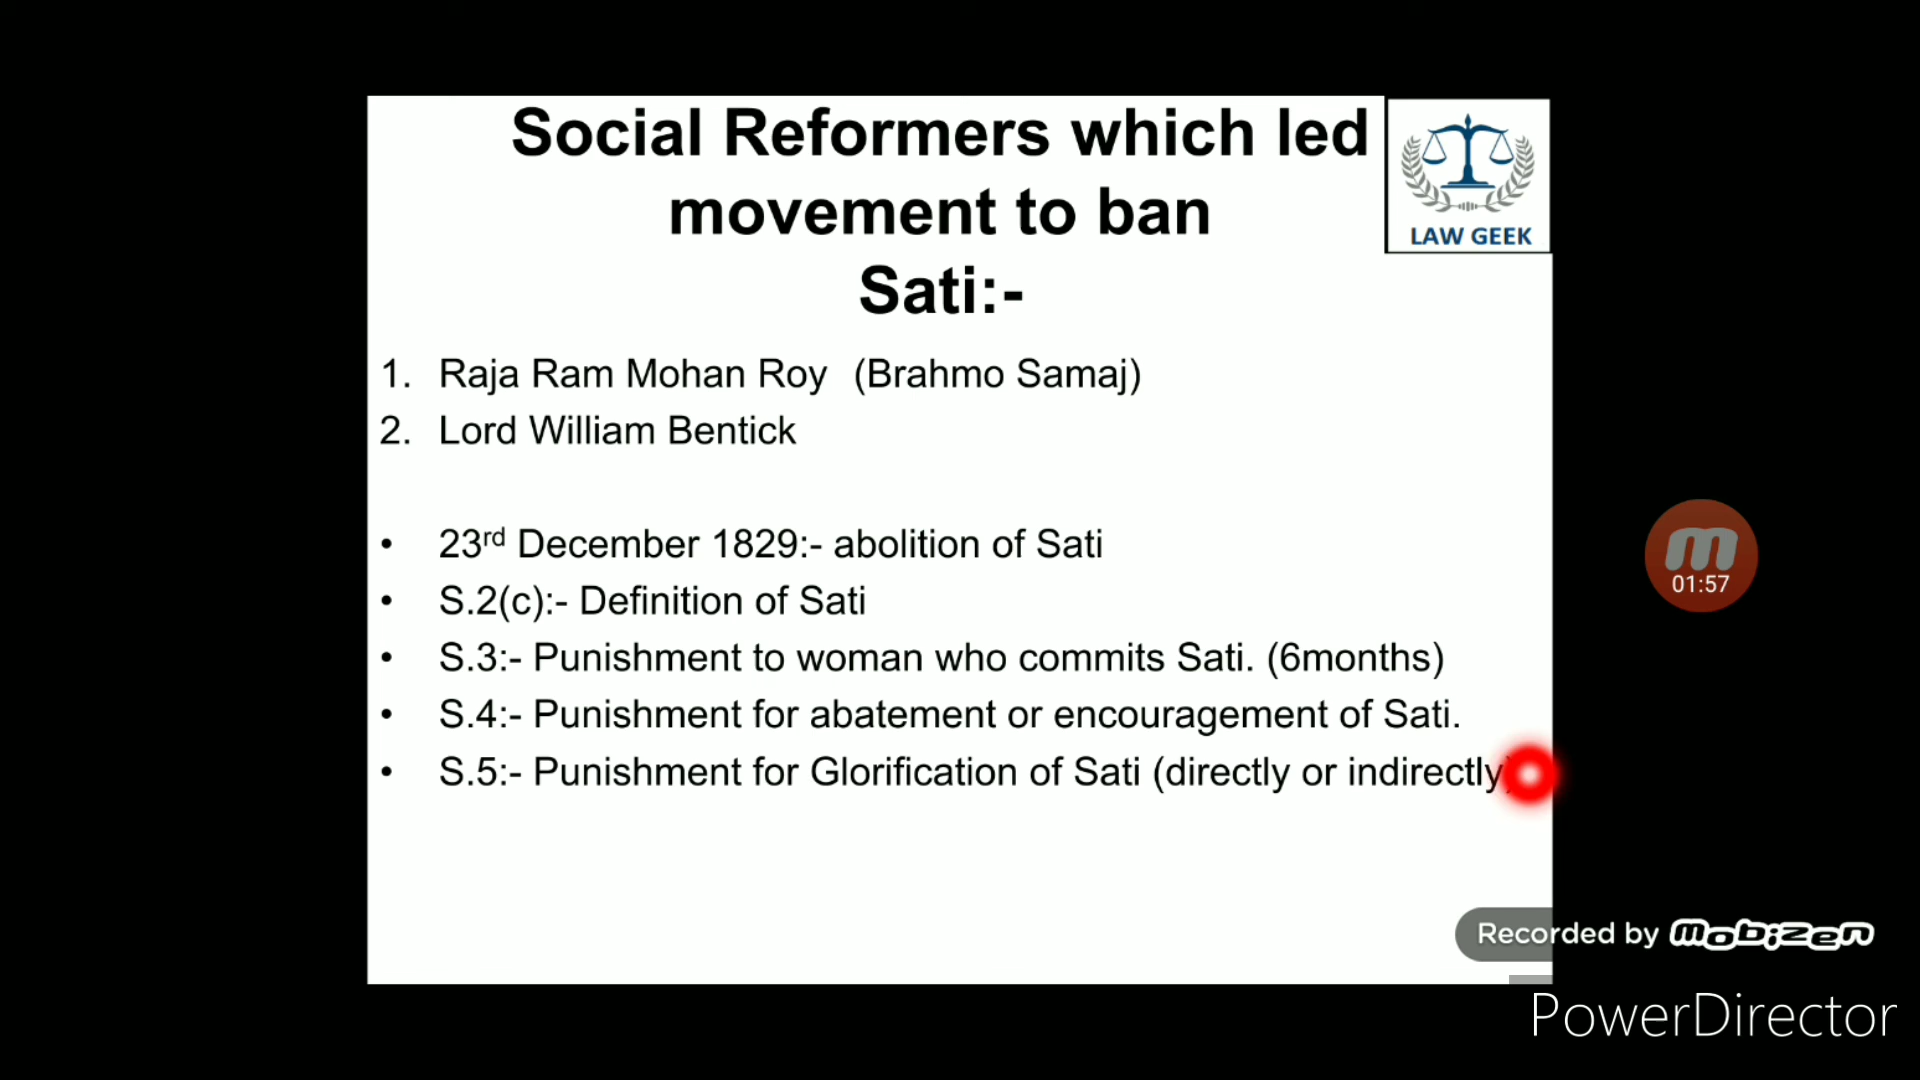 Social Reformers which led
movement to ban
Sati:-
LAW GEEK
1. Raja Ram Mohan Roy (Brahmo Samaj)
2. Lord William Bentick
• 23rd December 1829:- abolition of Sati
• S.2(c):- Definition of Sati
• S.3:- Punishment to woman who commits Sati. (6months)
• S.4:- Punishment for abatement or encouragement of Sati.
• S.5:- Punishment for Glorification of Sati (directly or indirectly)
01:57
Recorded by mobizen
PowerDirector